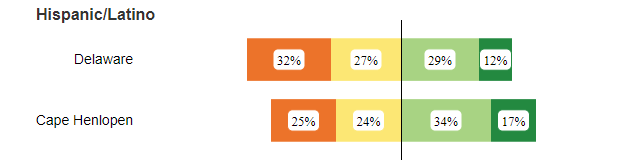 Hispanic/Latino
Delaware 32% 27% 29% 12%
Cape Henlopen 25% 24% 34% 17%